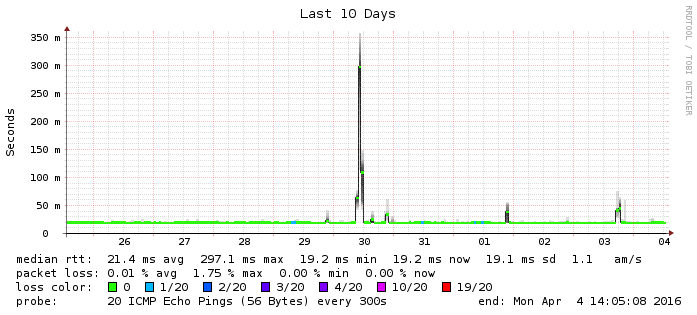 Last 10 Days
RRDTOOL / TOBI OETIKER
Seconds
350 m
300 m
250 m
200 m
150 m
100 m
50 m
0
26 27 28 29 30 31 01 02 03 04
median rtt: 21.4 ms avg 297.1 ms max 19.2 ms min 19.2 ms now 19.1 ms sd 1.1 am/s
packet loss: 0.01 % avg 1.75 % max 0.00 % min 0.00 % now
loss color: 0 1/20 2/20 3/20 4/20 10/20 19/20
probe: 20 ICMP Echo Pings (56 Bytes) every 300s end: Mon Apr 4 14:05:08 2016